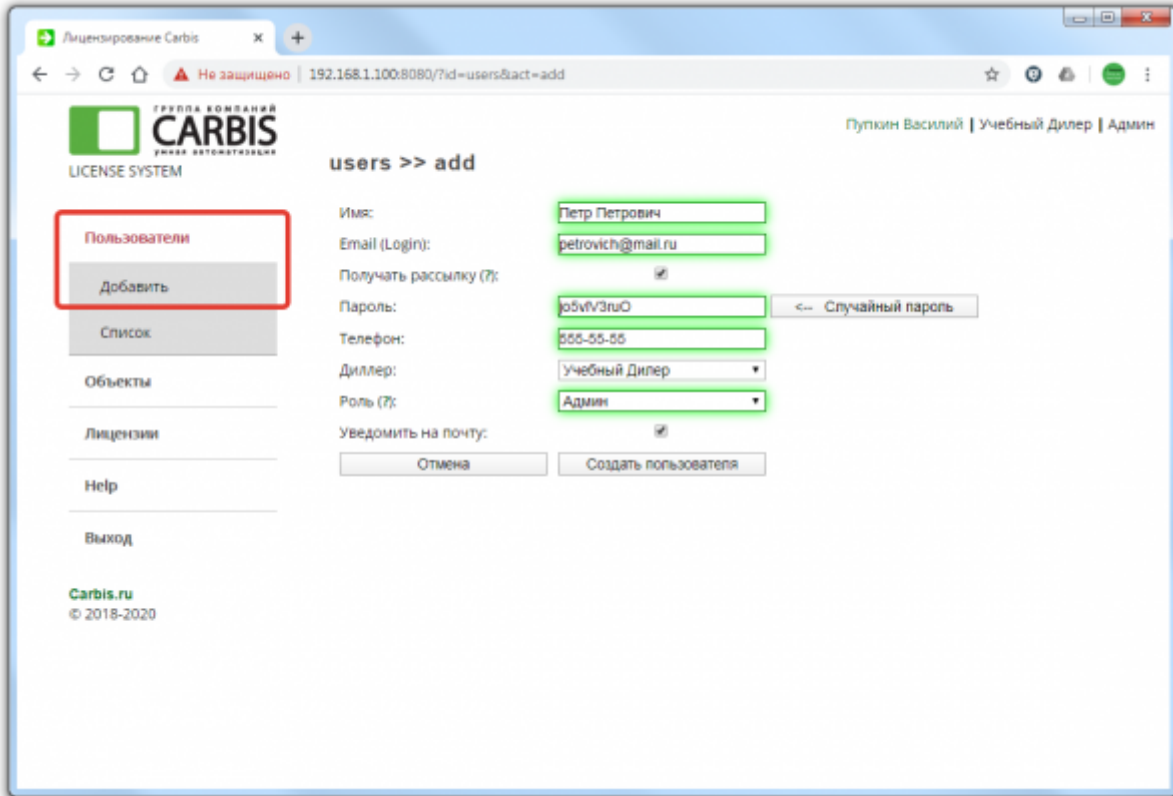 Лицензирование Carbis
Не защищено 192.168.1.100:8080/?id=users&act=add
ГРУППА КОМПАНИЙ
CARBIS
умная автоматизация
LICENSE SYSTEM
Пупкин Василий | Учебный Дилер | Админ
users >> add
Пользователи
Добавить
Список
Объекты
Лицензии
Help
Выход
Carbis.ru
© 2018-2020
Имя: Петр Петрович
Email (Login): petrovich@mail.ru
Получать рассылку (?):
Пароль: <-- Случайный пароль
Телефон: 555-55-55
Диллер: Учебный Дилер
Роль (?): Админ
Уведомить на почту:
Отмена Создать пользователя